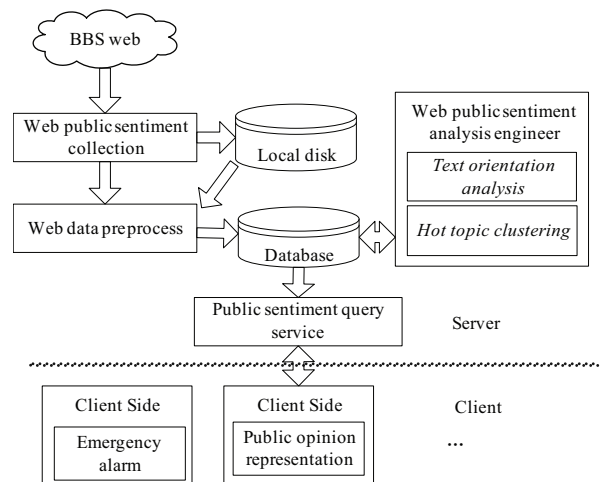 BBS web
Web public sentiment
collection
Local disk
Web public sentiment
analysis engineer
Text orientation
analysis
Hot topic clustering
Web data preprocess
Database
Public sentiment query
service
Server
Client Side
Emergency
alarm
Client Side
Public opinion
representation
Client
...